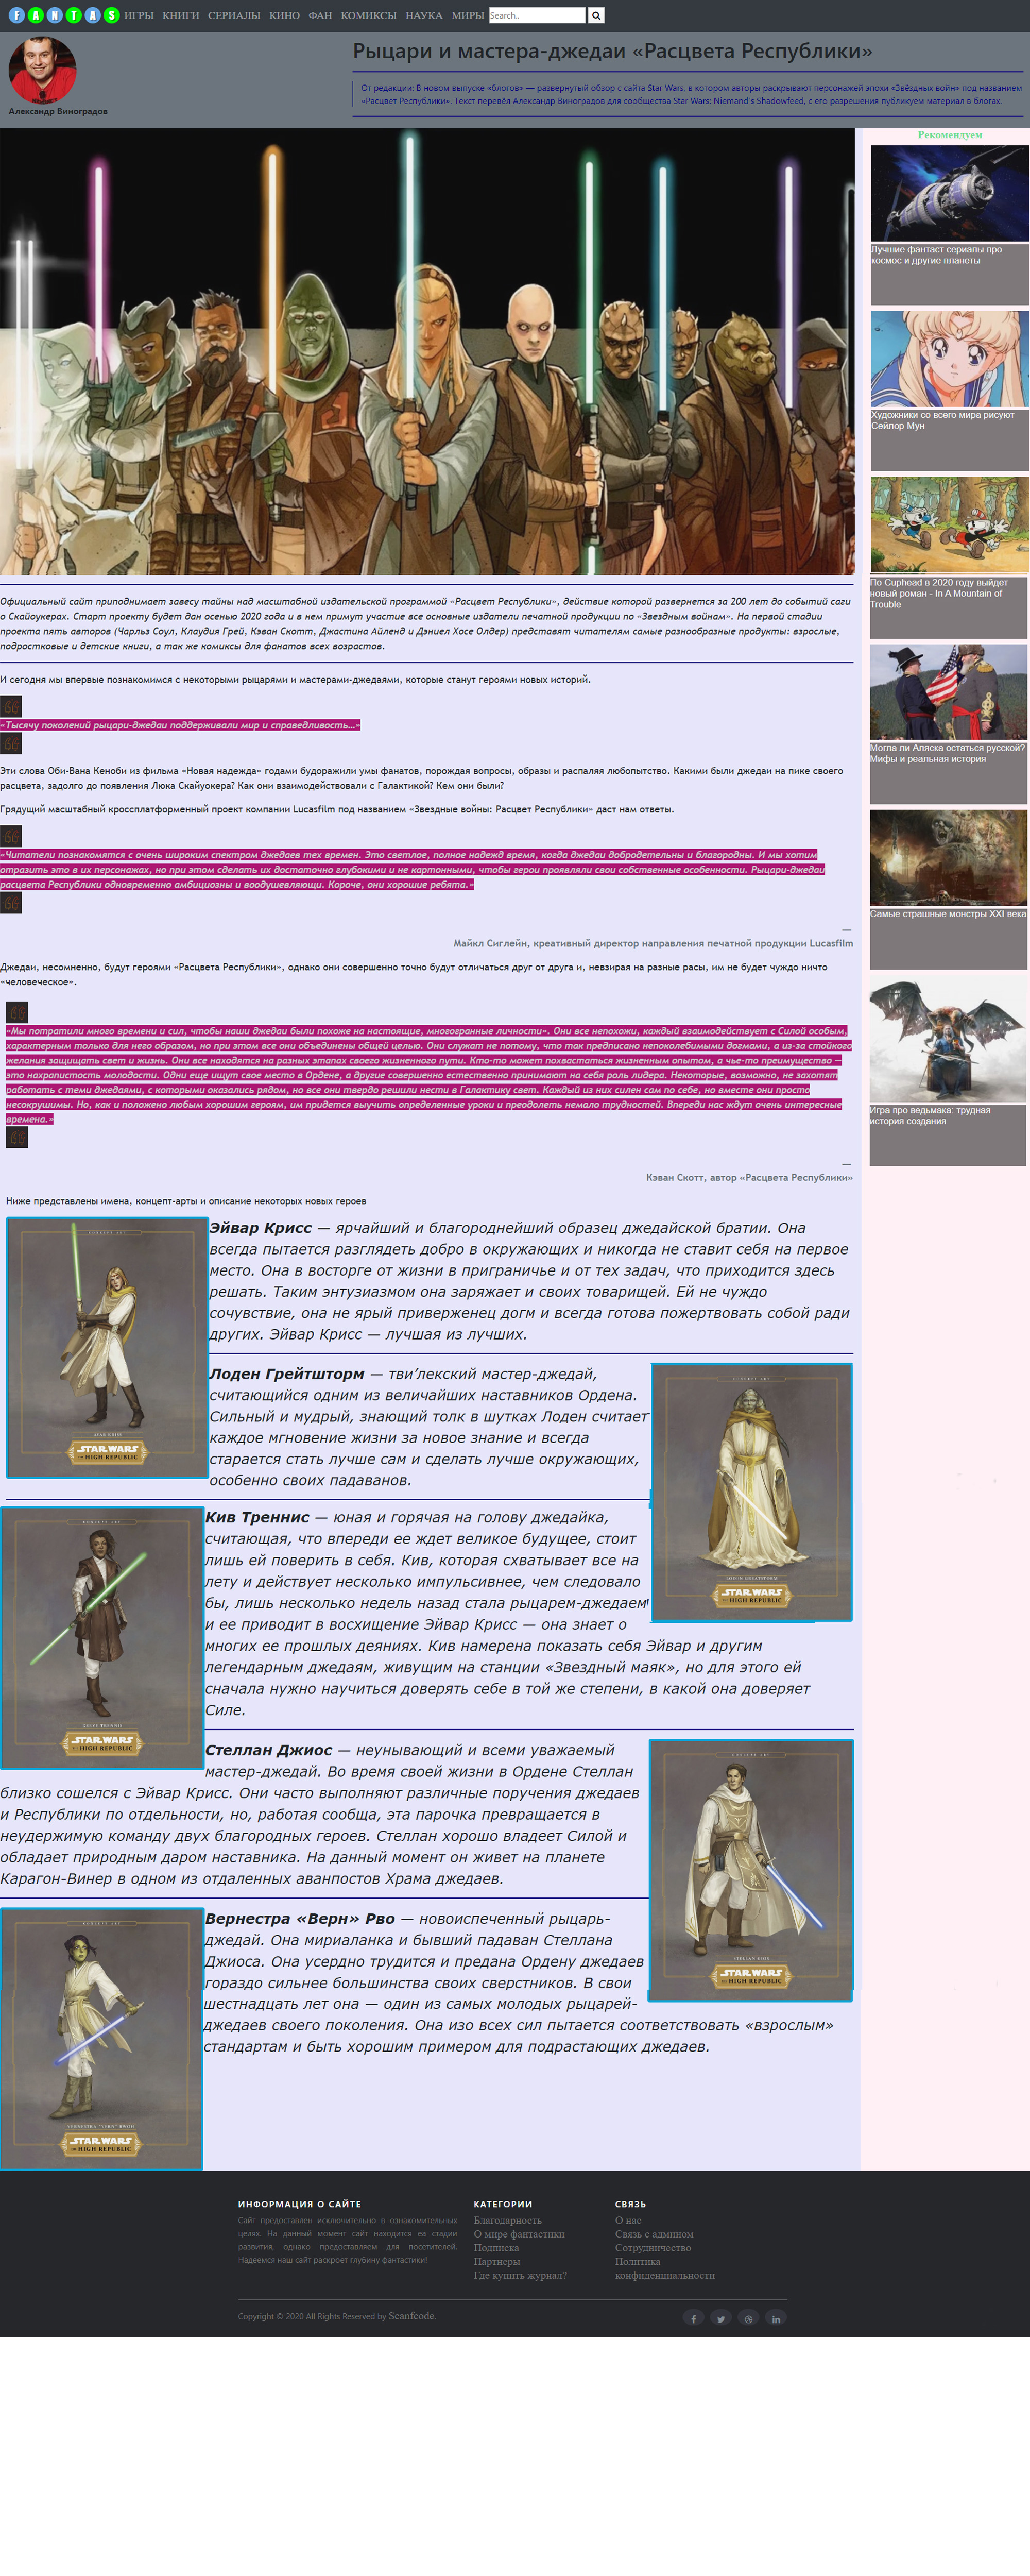 F A N T A S ИГРЫ КНИГИ СЕРИАЛЫ КИНО ФАН КОМИКСЫ НАУКА МИРЫ Search..
Александр Виноградов
Рыцари и мастера-джедаи «Расцвета Республики»
От редакции: В новом выпуске «блогов» — развернутый обзор с сайта Star Wars, в котором авторы раскрывают персонажей эпохи «Звёздных войн» под названием
«Расцвет Республики». Текст перевёл Александр Виноградов для сообщества Star Wars: Niemand's Shadowfeed, с его разрешения публикуем материал в блогах.
Официальный сайт приподнимает завесу тайны над масштабной издательской программой «Расцвет Республики», действие которой развернется за 200 лет до событий саги
о Скайуокерах. Старт проекту будет дан осенью 2020 года и в нем примут участие все основные издатели печатной продукции по «Звездным войнам». На первой стадии
проекта пять авторов (Чарльз Соул, Клаудия Грей, Кэван Скотт, Джастина Айленд и Дэниел Хосе Олдер) представят читателям самые разнообразные продукты: взрослые,
подростковые и детские книги, а так же комиксы для фанатов всех возрастов.
И сегодня мы впервые познакомимся с некоторыми рыцарями и мастерами-джедаями, которые станут героями новых историй.
«Тысячу поколений рыцари-джедаи поддерживали мир и справедливость…»
Эти слова Оби-Вана Кеноби из фильма «Новая надежда» годами будоражили умы фанатов, порождая вопросы, образы и распаляя любопытство. Какими были джедаи на пике своего
расцвета, задолго до появления Люка Скайуокера? Как они взаимодействовали с Галактикой? Кем они были?
Грядущий масштабный кроссплатформенный проект компании Lucasfilm под названием «Звездные войны: Расцвет Республики» даст нам ответы.
«Читатели познакомятся с очень широким спектром джедаев тех времен. Это светлое, полное надежд время, когда джедаи добродетельны и благородны. И мы хотим
отразить это в их персонажах, но при этом сделать их достаточно глубокими и не картонными, чтобы герои проявляли свои собственные особенности. Рыцари-джедаи
расцвета Республики одновременно амбициозны и воодушевляющи. Короче, они хорошие ребята.»
—
Майкл Сиглейн, креативный директор направления печатной продукции Lucasfilm
Джедаи, несомненно, будут героями «Расцвета Республики», однако они совершенно точно будут отличаться друг от друга и, невзирая на разные расы, им не будет чуждо ничто
«человеческое».
«Мы потратили много времени и сил, чтобы наши джедаи были похоже на настоящие, многогранные личности». Они все непохожи, каждый взаимодействует с Силой особым,
характерным только для него образом, но при этом все они объединены общей целью. Они служат не потому, что так предписано непоколебимыми догмами, а из-за стойкого
желания защищать свет и жизнь. Они все находятся на разных этапах своего жизненного пути. Кто-то может похвастаться жизненным опытом, а чье-то преимущество —
это нахрапистость молодости. Одни еще ищут свое место в Ордене, а другие совершенно естественно принимают на себя роль лидера. Некоторые, возможно, не захотят
работать с теми джедаями, с которыми оказались рядом, но все они твердо решили нести в Галактику свет. Каждый из них силен сам по себе, но вместе они просто
несокрушимы. Но, как и положено любым хорошим героям, им придется выучить определенные уроки и преодолеть немало трудностей. Впереди нас ждут очень интересные
времена.»
—
Кэван Скотт, автор «Расцвета Республики»
Ниже представлены имена, концепт-арты и описание некоторых новых героев
Эйвар Крисс — ярчайший и благороднейший образец джедайской братии. Она
всегда пытается разглядеть добро в окружающих и никогда не ставит себя на первое
место. Она в восторге от жизни в приграничье и от тех задач, что приходится здесь
решать. Таким энтузиазмом она заряжает и своих товарищей. Ей не чуждо
сочувствие, она не ярый приверженец догм и всегда готова пожертвовать собой ради
других. Эйвар Крисс — лучшая из лучших.
CONCEPT ART
AVAR KRISS
STAR WARS
THE HIGH REPUBLIC
Лоден Грейтшторм — тви’лекский мастер-джедай,
считающийся одним из величайших наставников Ордена.
Сильный и мудрый, знающий толк в шутках Лоден считает
каждое мгновение жизни за новое знание и всегда
старается стать лучше сам и сделать лучше окружающих,
особенно своих падаванов.
CONCEPT ART
LODEN GREATSTORM
STAR WARS
THE HIGH REPUBLIC
Кив Треннис — юная и горячая на голову джедайка,
считающая, что впереди ее ждет великое будущее, стоит
лишь ей поверить в себя. Кив, которая схватывает все на
лету и действует несколько импульсивнее, чем следовало
бы, лишь несколько недель назад стала рыцарем-джедаем
и ее приводит в восхищение Эйвар Крисс — она знает о
многих ее прошлых деяниях. Кив намерена показать себя Эйвар и другим
легендарным джедаям, живущим на станции «Звездный маяк», но для этого ей
сначала нужно научиться доверять себе в той же степени, в какой она доверяет
Силе.
CONCEPT ART
KEEVE TRENNIS
STAR WARS
THE HIGH REPUBLIC
Стеллан Джиос — неунывающий и всеми уважаемый
мастер-джедай. Во время своей жизни в Ордене Стеллан
близко сошелся с Эйвар Крисс. Они часто выполняют различные поручения джедаев
и Республики по отдельности, но, работая сообща, эта парочка превращается в
неудержимую команду двух благородных героев. Стеллан хорошо владеет Силой и
обладает природным даром наставника. На данный момент он живет на планете
Карагон-Винер в одном из отдаленных аванпостов Храма джедаев.
CONCEPT ART
STELLAN GIOS
STAR WARS
THE HIGH REPUBLIC
Вернестра «Верн» Рво — новоиспеченный рыцарь-
джедай. Она мириаланка и бывший падаван Стеллана
Джиоса. Она усердно трудится и предана Ордену джедаев
гораздо сильнее большинства своих сверстников. В свои
шестнадцать лет она — один из самых молодых рыцарей-
джедаев своего поколения. Она изо всех сил пытается соответствовать «взрослым»
стандартам и быть хорошим примером для подрастающих джедаев.
CONCEPT ART
VERNESTRA "VERN" RWOH
STAR WARS
THE HIGH REPUBLIC
Рекомендуем
Лучшие фантаст сериалы про
космос и другие планеты
Художники со всего мира рисуют
Сейлор Мун
По Cuphead в 2020 году выйдет
новый роман - In A Mountain of
Trouble
Могла ли Аляска остаться русской?
Мифы и реальная история
Самые страшные монстры XXI века
Игра про ведьмака: трудная
история создания
ИНФОРМАЦИЯ О САЙТЕ
Сайт предоставлен исключительно в ознакомительных
целях. На данный момент сайт находится еа стадии
развития, однако предоставляем для посетителей.
Надеемся наш сайт раскроет глубину фантастики!
КАТЕГОРИИ
Благодарность
О мире фантастики
Подписка
Партнеры
Где купить журнал?
СВЯЗЬ
О нас
Связь с админом
Сотрудничество
Политика
конфиденциальности
Copyright © 2020 All Rights Reserved by Scanfcode.